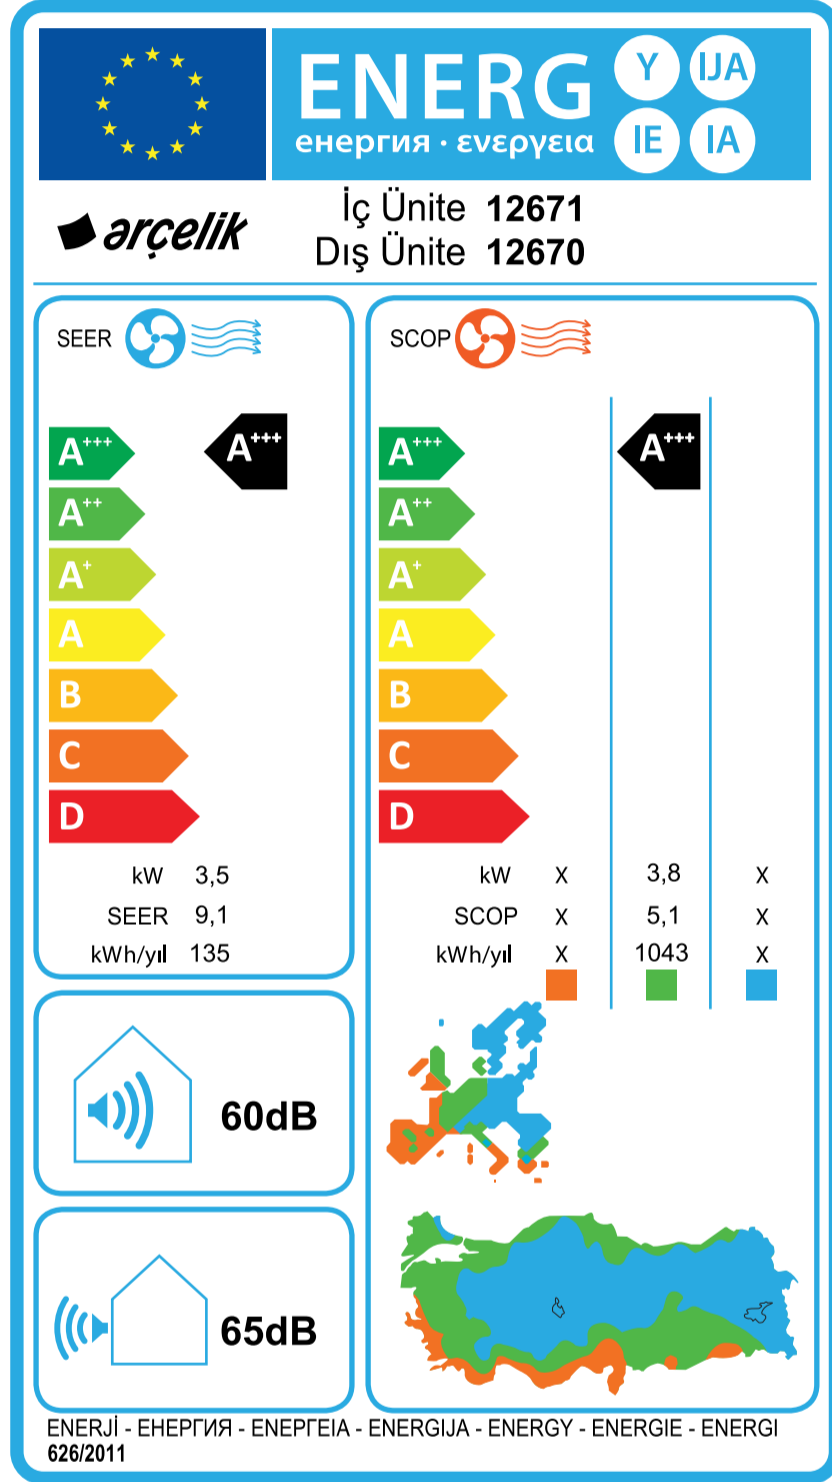 ENERG
енергия · ενεργεια
Y IJA
IE IA
arçelik
İç Ünite 12671
Dış Ünite 12670
SEER
A+++
A+++
A++
A+
A
B
C
D
kW 3,5
SEER 9,1
kWh/yıl 135
SCOP
A+++
A+++
A++
A+
A
B
C
D
kW X 3,8 X
SCOP X 5,1 X
kWh/yıl X 1043 X
60dB
65dB
ENERJİ - ЕНЕРГИЯ - ΕΝΕΡΓΕΙΑ - ENERGIJA - ENERGY - ENERGIE - ENERGI
626/2011